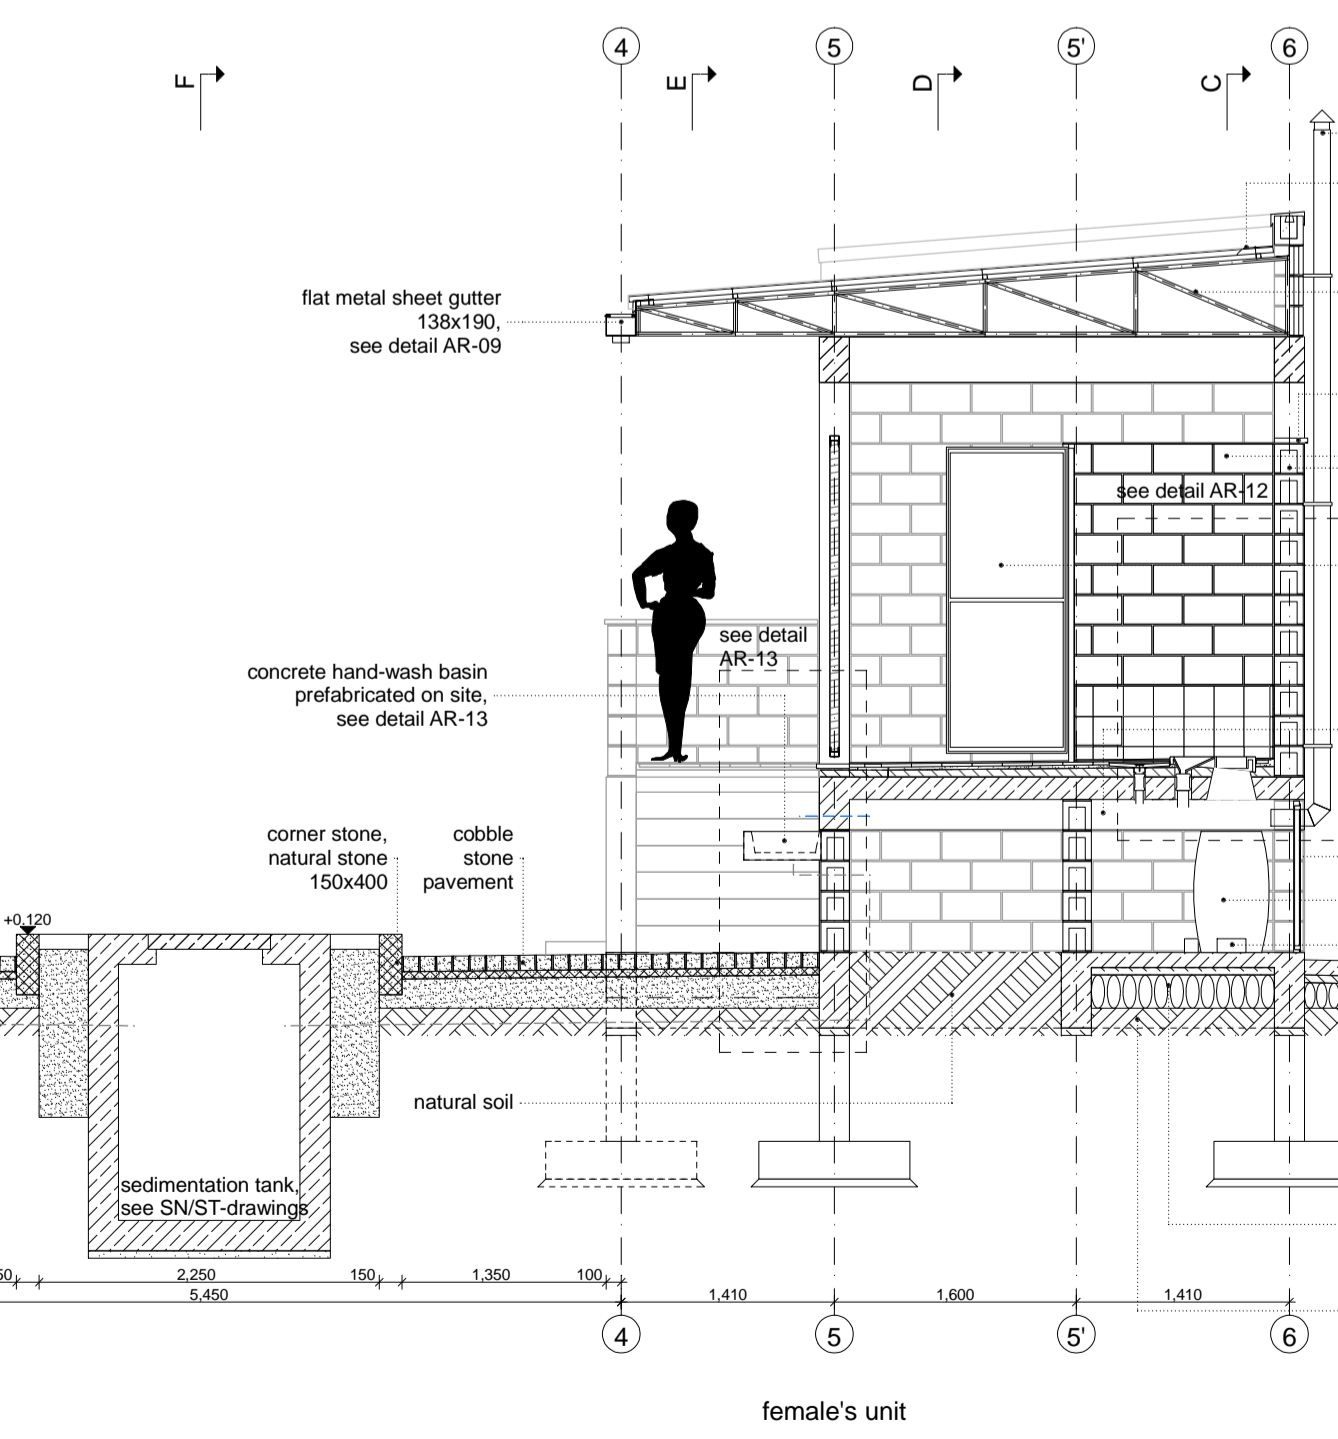 4
5
5'
6
F
E
D
C
flat metal sheet gutter
138x190,
see detail AR-09
see detail AR-12
see detail
AR-13
concrete hand-wash basin
prefabricated on site,
see detail AR-13
corner stone,
natural stone
150x400
cobble
stone
pavement
+0.120
natural soil
sedimentation tank,
see SN/ST-drawings
2,250
150
1,350
100
5,450
1,410
1,600
1,410
4
5
5'
6
female's unit